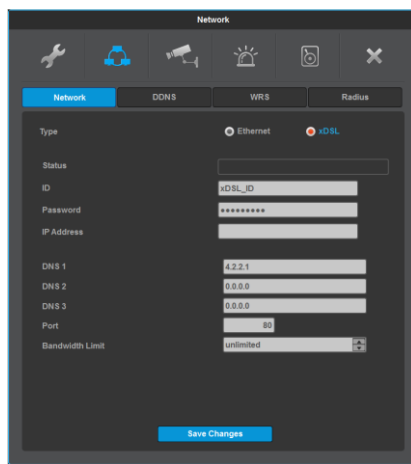 Network
Network DDNS WRS Radius
Type Ethernet xDSL
Status
ID xDSL_ID
Password *********
IP Address
DNS 1 4.2.2.1
DNS 2 0.0.0.0
DNS 3 0.0.0.0
Port 80
Bandwidth Limit unlimited
Save Changes